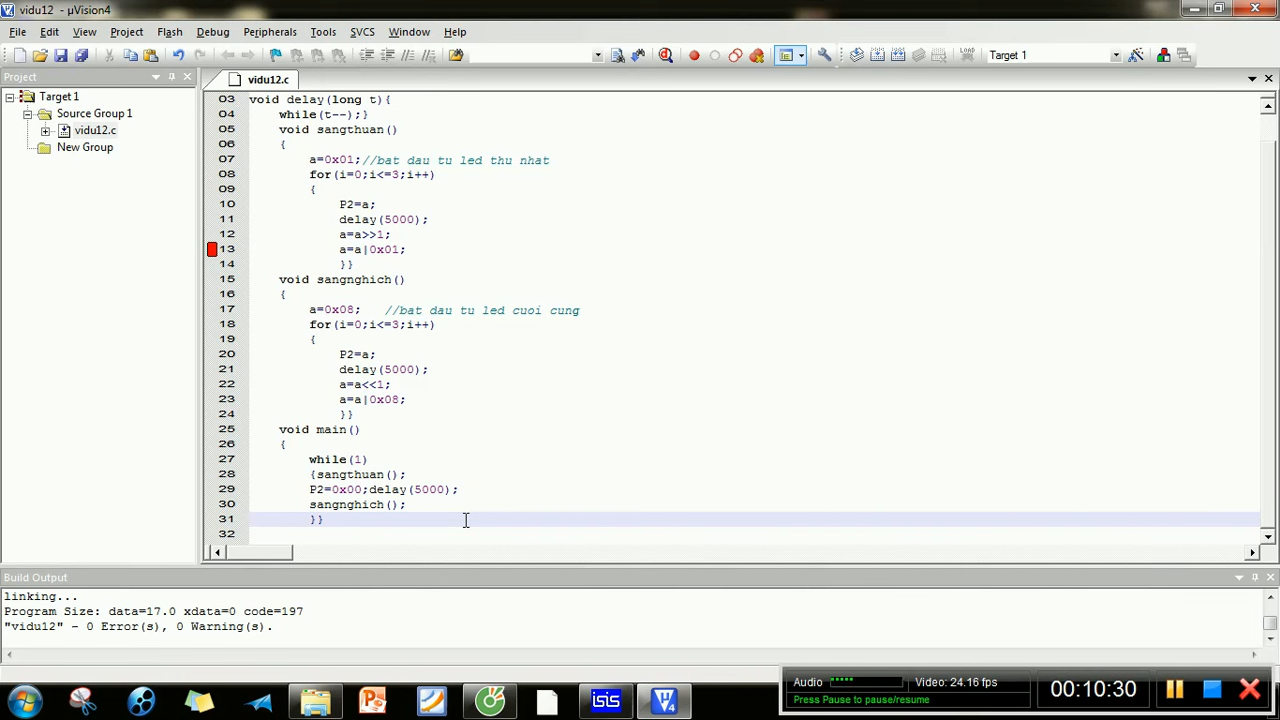 vidu12 - µVision4
File Edit View Project Flash Debug Peripherals Tools SVCS Window Help
LOAD Target 1
Project
vidu12.c
Target 1
Source Group 1
vidu12.c
New Group
03 void delay(long t){
04 while(t--);}
05 void sangthuan()
06 {
07 a=0x01;//bat dau tu led thu nhat
08 for(i=0;i<=3;i++)
09 {
10 P2=a;
11 delay(5000);
12 a=a>>1;
13 a=a|0x01;
14 }}
15 void sangnghich()
16 {
17 a=0x08; //bat dau tu led cuoi cung
18 for(i=0;i<=3;i++)
19 {
20 P2=a;
21 delay(5000);
22 a=a<<1;
23 a=a|0x08;
24 }}
25 void main()
26 {
27 while(1)
28 {sangthuan();
29 P2=0x00;delay(5000);
30 sangnghich();
31 }}
32
Build Output
linking...
Program Size: data=17.0 xdata=0 code=197
"vidu12" - 0 Error(s), 0 Warning(s).
Audio Video: 24.16 fps
Press Pause to pause/resume
00:10:30
isis